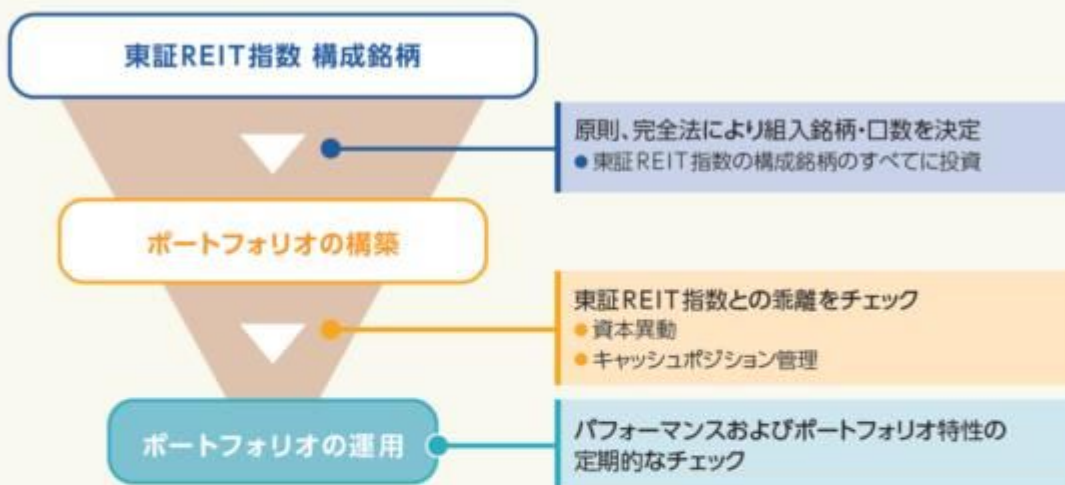 東証REIT指数 構成銘柄
原則、完全法により組入銘柄・口数を決定
● 東証REIT指数の構成銘柄のすべてに投資
ポートフォリオの構築
東証REIT指数との乖離をチェック
● 資本異動
● キャッシュポジション管理
ポートフォリオの運用
パフォーマンスおよびポートフォリオ特性の
定期的なチェック